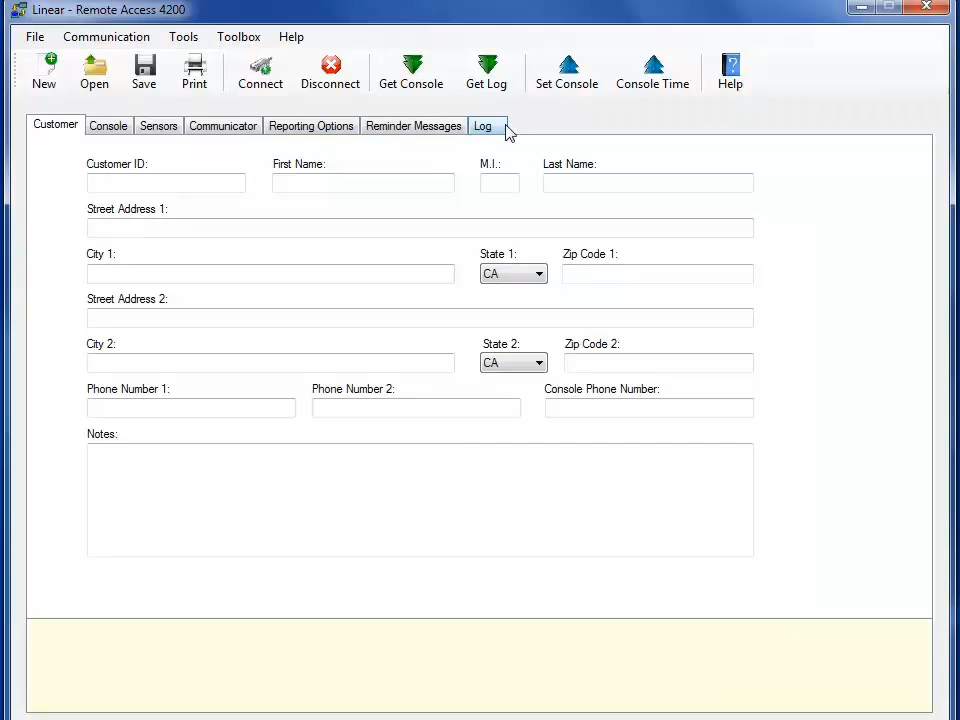 Linear - Remote Access 4200
File Communication Tools Toolbox Help
New Open Save Print Connect Disconnect Get Console Get Log Set Console Console Time Help
Customer Console Sensors Communicator Reporting Options Reminder Messages Log
Customer ID: First Name: M.I.: Last Name:
Street Address 1:
City 1: State 1: Zip Code 1:
CA
Street Address 2:
City 2: State 2: Zip Code 2:
CA
Phone Number 1: Phone Number 2: Console Phone Number:
Notes: